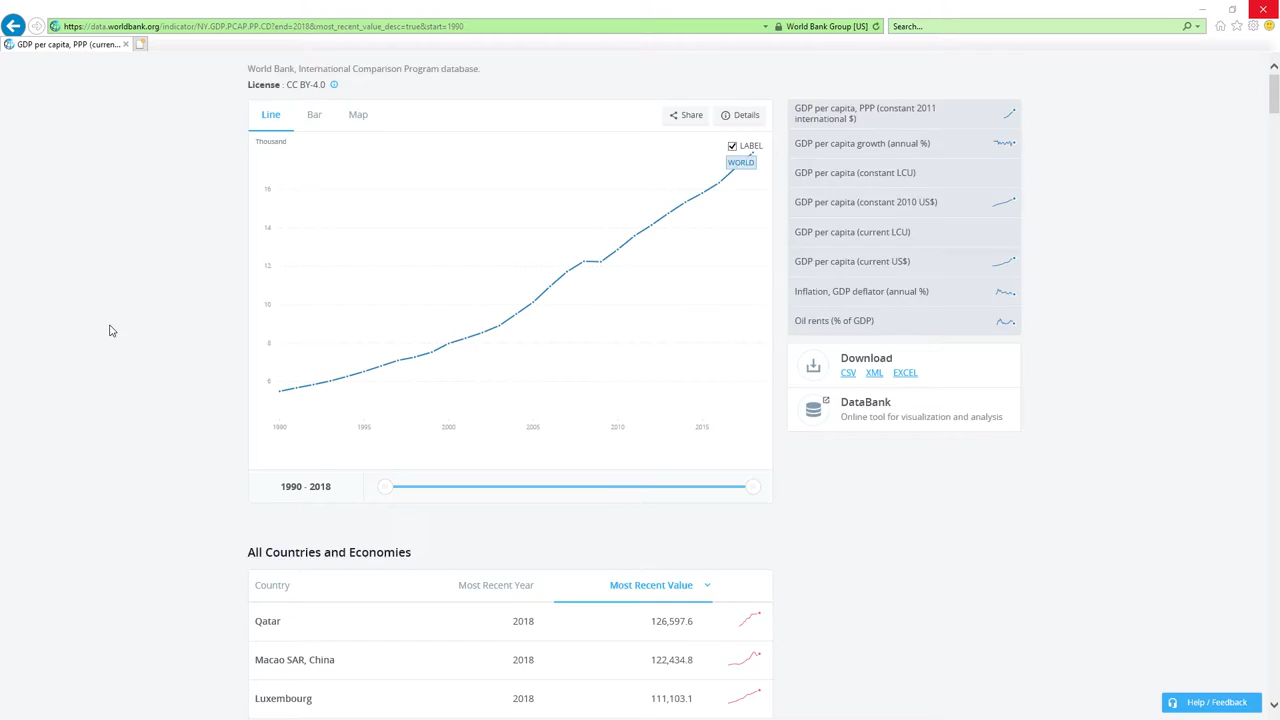 https://data.worldbank.org/indicator/NY.GDP.PCAP.PP.CD?end=2018&most_recent_value_desc=true&start=1990
World Bank Group [US]
Search...
GDP per capita, PPP (curren...
World Bank, International Comparison Program database.
License : CC BY-4.0
Line
Bar
Map
Share
Details
Thousand
LABEL
WORLD
16
14
12
10
8
6
1990
1995
2000
2005
2010
2015
1990 - 2018
GDP per capita, PPP (constant 2011
international $)
GDP per capita growth (annual %)
GDP per capita (constant LCU)
GDP per capita (constant 2010 US$)
GDP per capita (current LCU)
GDP per capita (current US$)
Inflation, GDP deflator (annual %)
Oil rents (% of GDP)
Download
CSV XML EXCEL
DataBank
Online tool for visualization and analysis
All Countries and Economies
Country Most Recent Year Most Recent Value
Qatar 2018 126,597.6
Macao SAR, China 2018 122,434.8
Luxembourg 2018 111,103.1
Help / Feedback